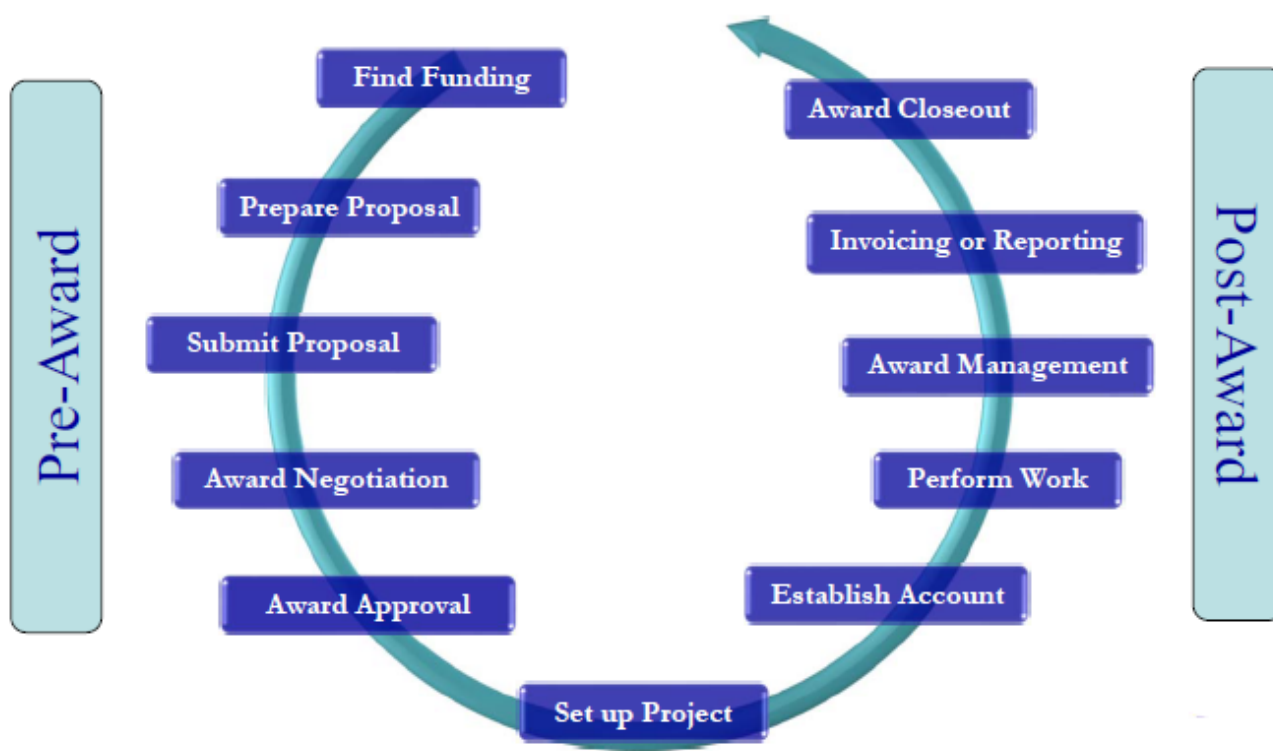 Pre-Award
Find Funding
Prepare Proposal
Submit Proposal
Award Negotiation
Award Approval
Set up Project
Establish Account
Perform Work
Award Management
Invoicing or Reporting
Award Closeout
Post-Award